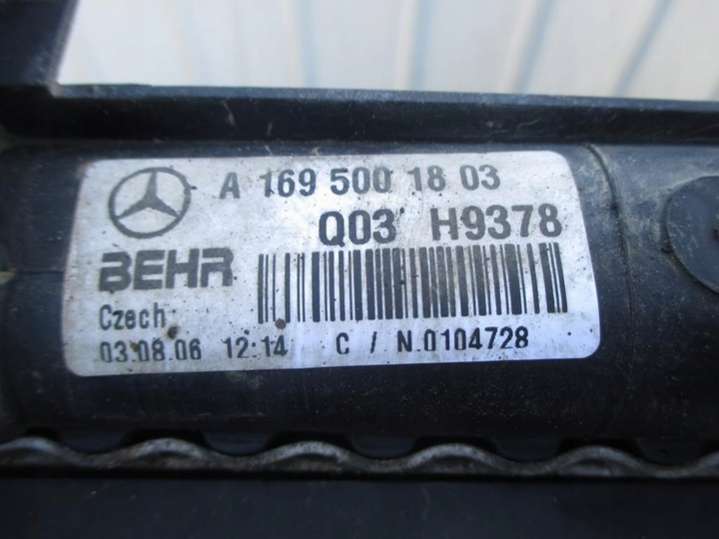 A 169 500 18 03
Q03 H9378
BEHR
Czech
03.08.06 12:14 C / N.0104728